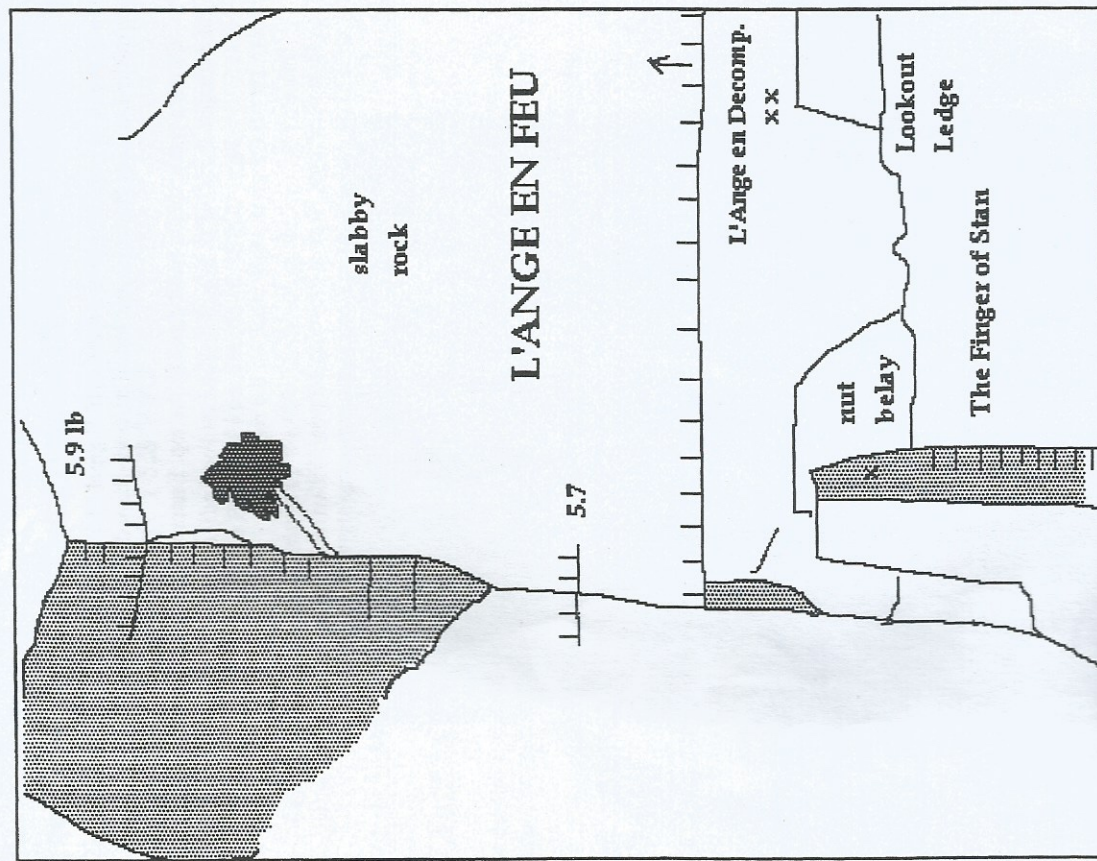 5.9 lb
slabby
rock
L'ANGE EN FEU
5.7
L'Ange en Decomp.
x x
nut
belay
x
Lookout
Ledge
The Finger of Stan